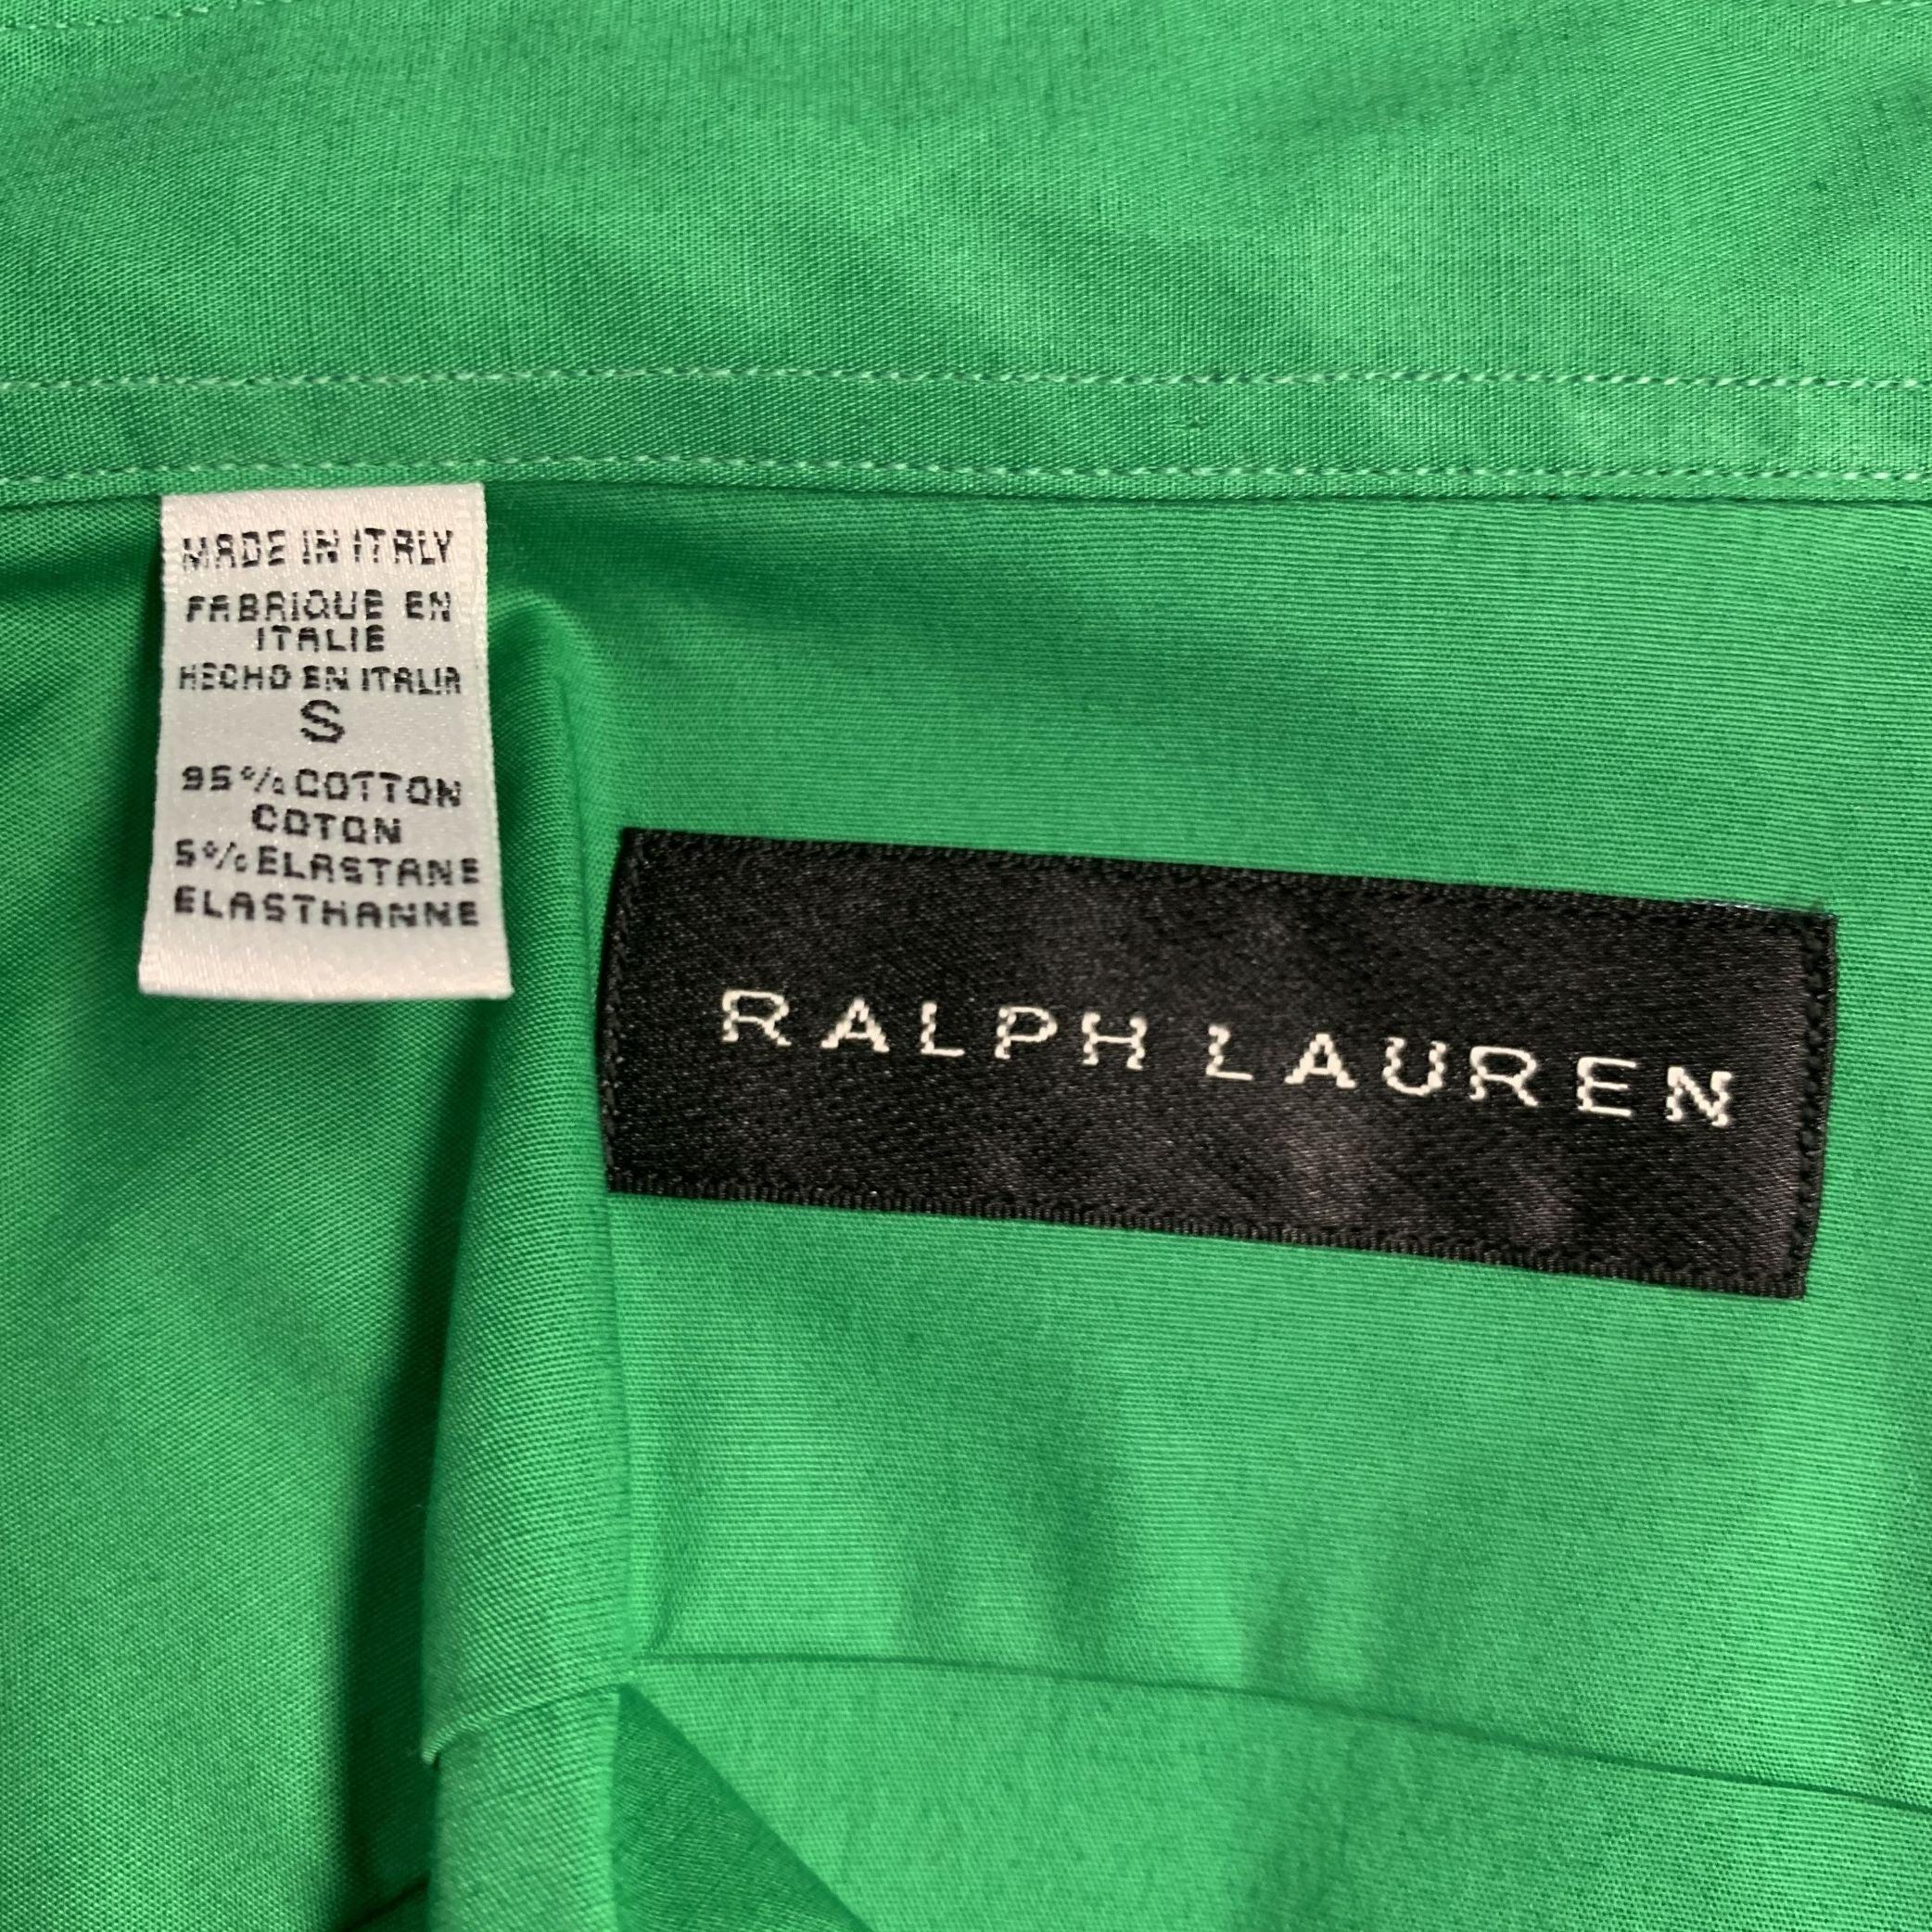 MADE IN ITALY
FABRIQUE EN
ITALIE
HECHO EN ITALIA
S
95% COTTON
COTON
5% ELASTANE
ELASTHANNE
RALPH LAUREN